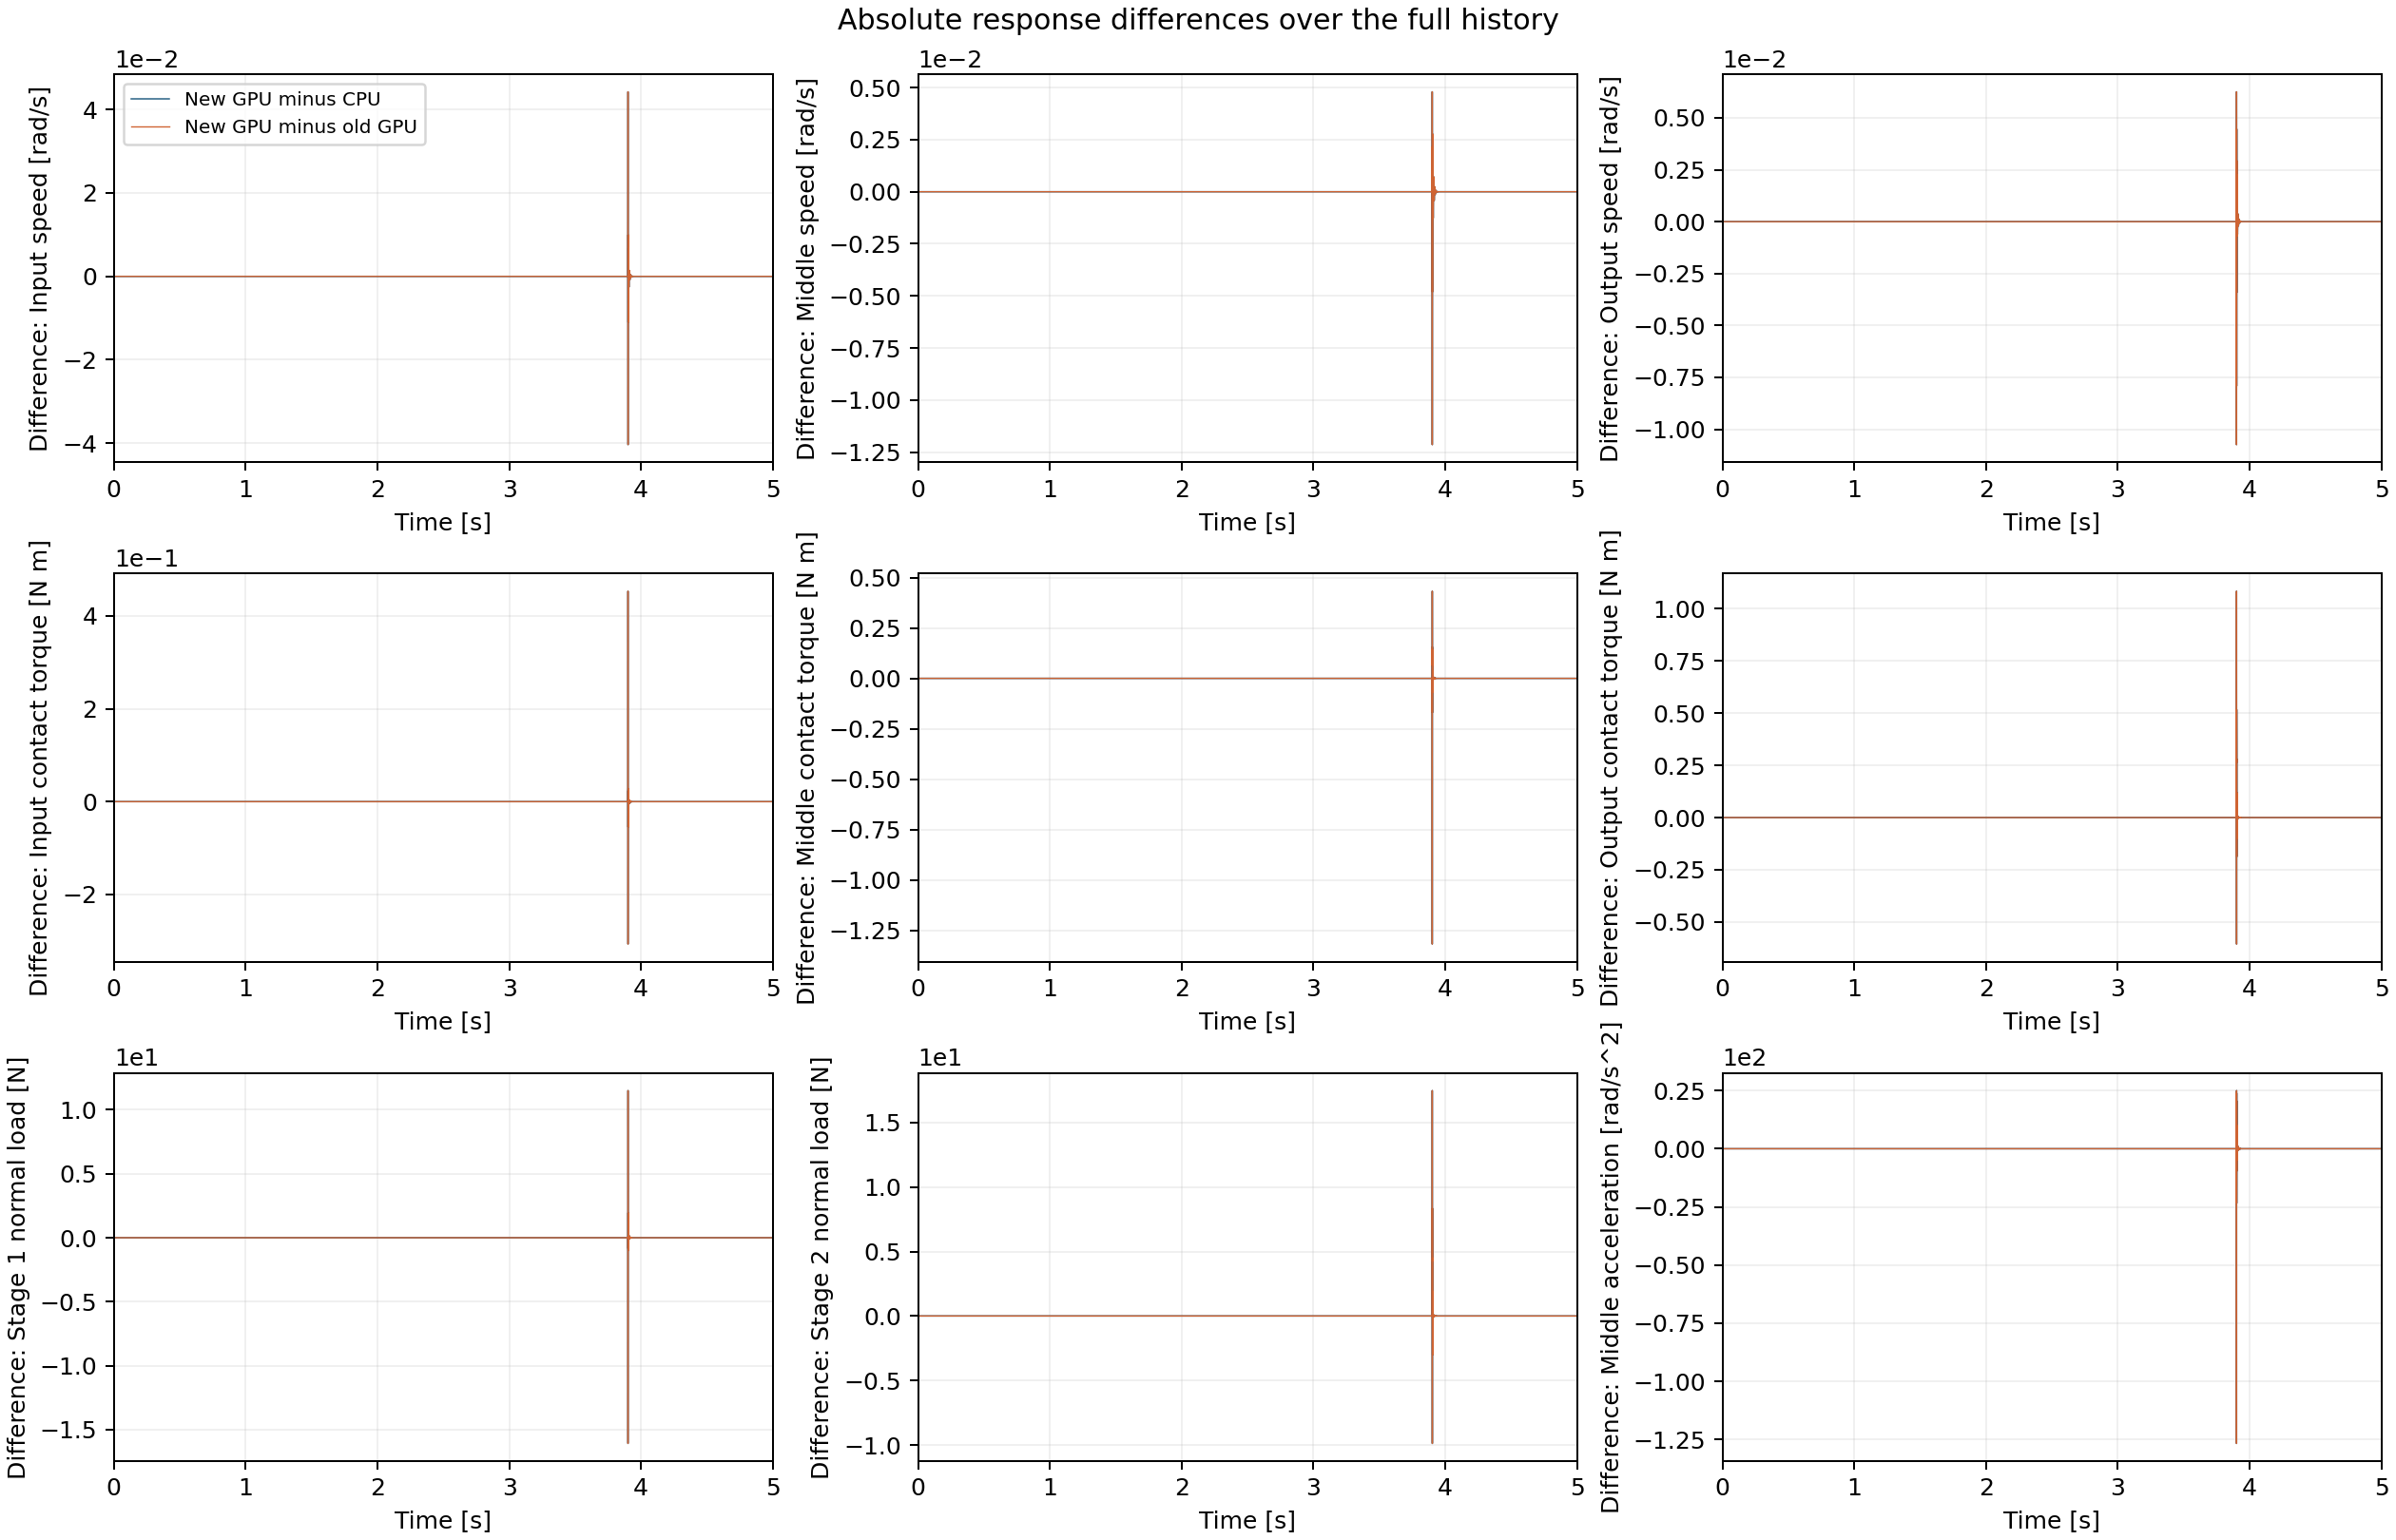 Absolute response differences over the full history
1e−2
Difference: Input speed [rad/s]
4
2
0
−2
−4
New GPU minus CPU
New GPU minus old GPU
0 1 2 3 4 5
Time [s]
1e−2
Difference: Middle speed [rad/s]
0.50
0.25
0.00
−0.25
−0.50
−0.75
−1.00
−1.25
0 1 2 3 4 5
Time [s]
1e−2
Difference: Output speed [rad/s]
0.50
0.25
0.00
−0.25
−0.50
−0.75
−1.00
0 1 2 3 4 5
Time [s]
1e−1
Difference: Input contact torque [N m]
4
2
0
−2
0 1 2 3 4 5
Time [s]
Difference: Middle contact torque [N m]
0.50
0.25
0.00
−0.25
−0.50
−0.75
−1.00
−1.25
0 1 2 3 4 5
Time [s]
Difference: Output contact torque [N m]
1.00
0.75
0.50
0.25
0.00
−0.25
−0.50
0 1 2 3 4 5
Time [s]
1e1
Difference: Stage 1 normal load [N]
1.0
0.5
0.0
−0.5
−1.0
−1.5
0 1 2 3 4 5
Time [s]
1e1
Difference: Stage 2 normal load [N]
1.5
1.0
0.5
0.0
−0.5
−1.0
0 1 2 3 4 5
Time [s]
1e2
Difference: Middle acceleration [rad/s^2]
0.25
0.00
−0.25
−0.50
−0.75
−1.00
−1.25
0 1 2 3 4 5
Time [s]